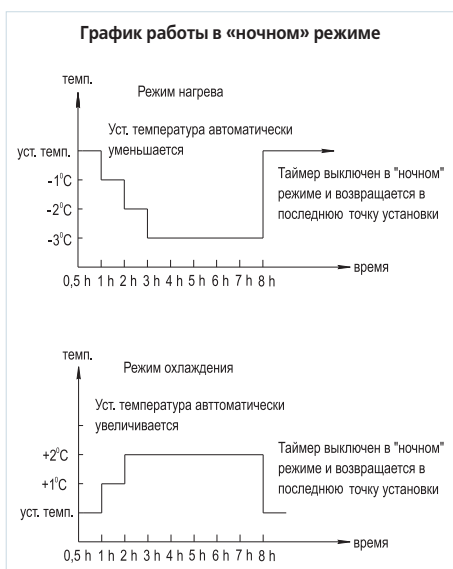 График работы в «ночном» режиме
темп.
Режим нагрева
Уст. температура автоматически
уменьшается
уст. темп.
-1°C
-2°C
-3°C
Таймер выключен в "ночном"
режиме и возвращается в
последнюю точку установки
время
0,5 h 1 h 2 h 3 h 4 h 5 h 6 h 7 h 8 h
темп.
Режим охлаждения
Уст. температура авттоматически
увеличивается
+2°C
+1°C
уст. темп.
Таймер выключен в "ночном"
режиме и возвращается в
последнюю точку установки
время
0,5 h 1 h 2 h 3 h 4 h 5 h 6 h 7 h 8 h